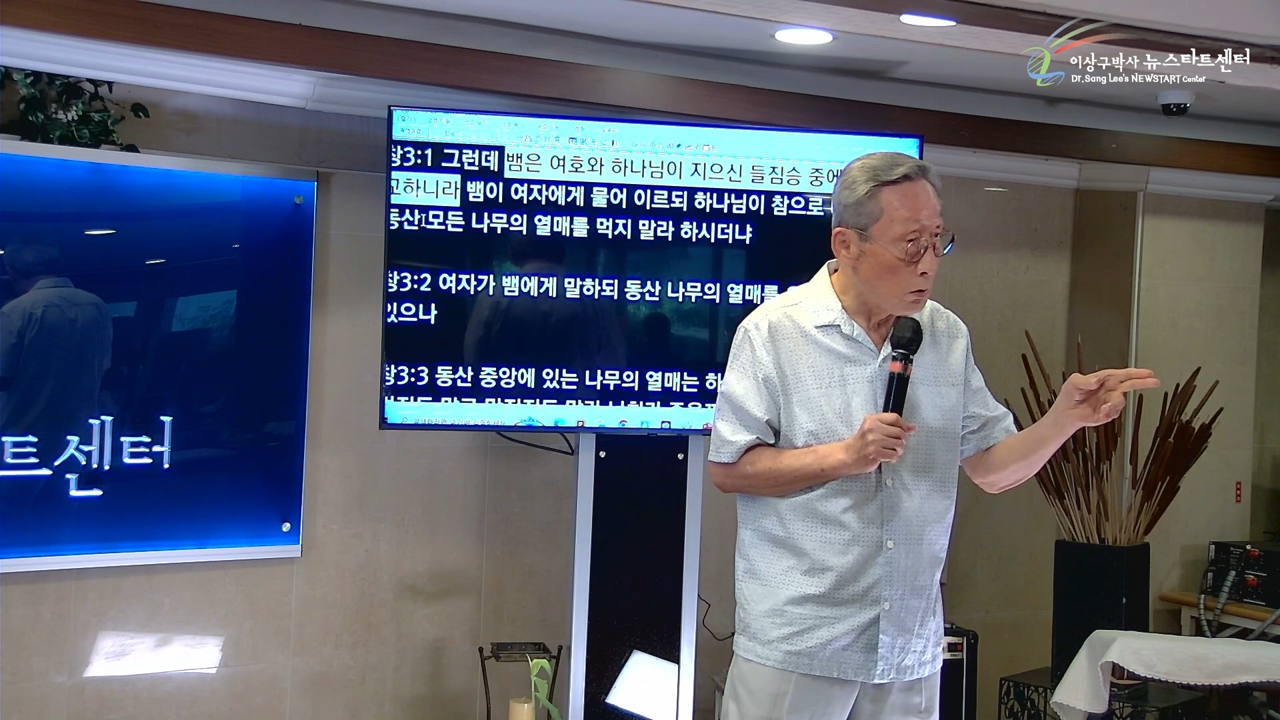 이상구박사 뉴스타트센터
Dr. Sang Lee's NEWSTART Center
창3:1 그런데 뱀은 여호와 하나님이 지으신 들짐승 중에
교하니라 뱀이 여자에게 물어 이르되 하나님이 참으로
동산 모든 나무의 열매를 먹지 말라 하시더냐
창3:2 여자가 뱀에게 말하되 동산 나무의 열매를
있으나
창3:3 동산 중앙에 있는 나무의 열매는
트센터